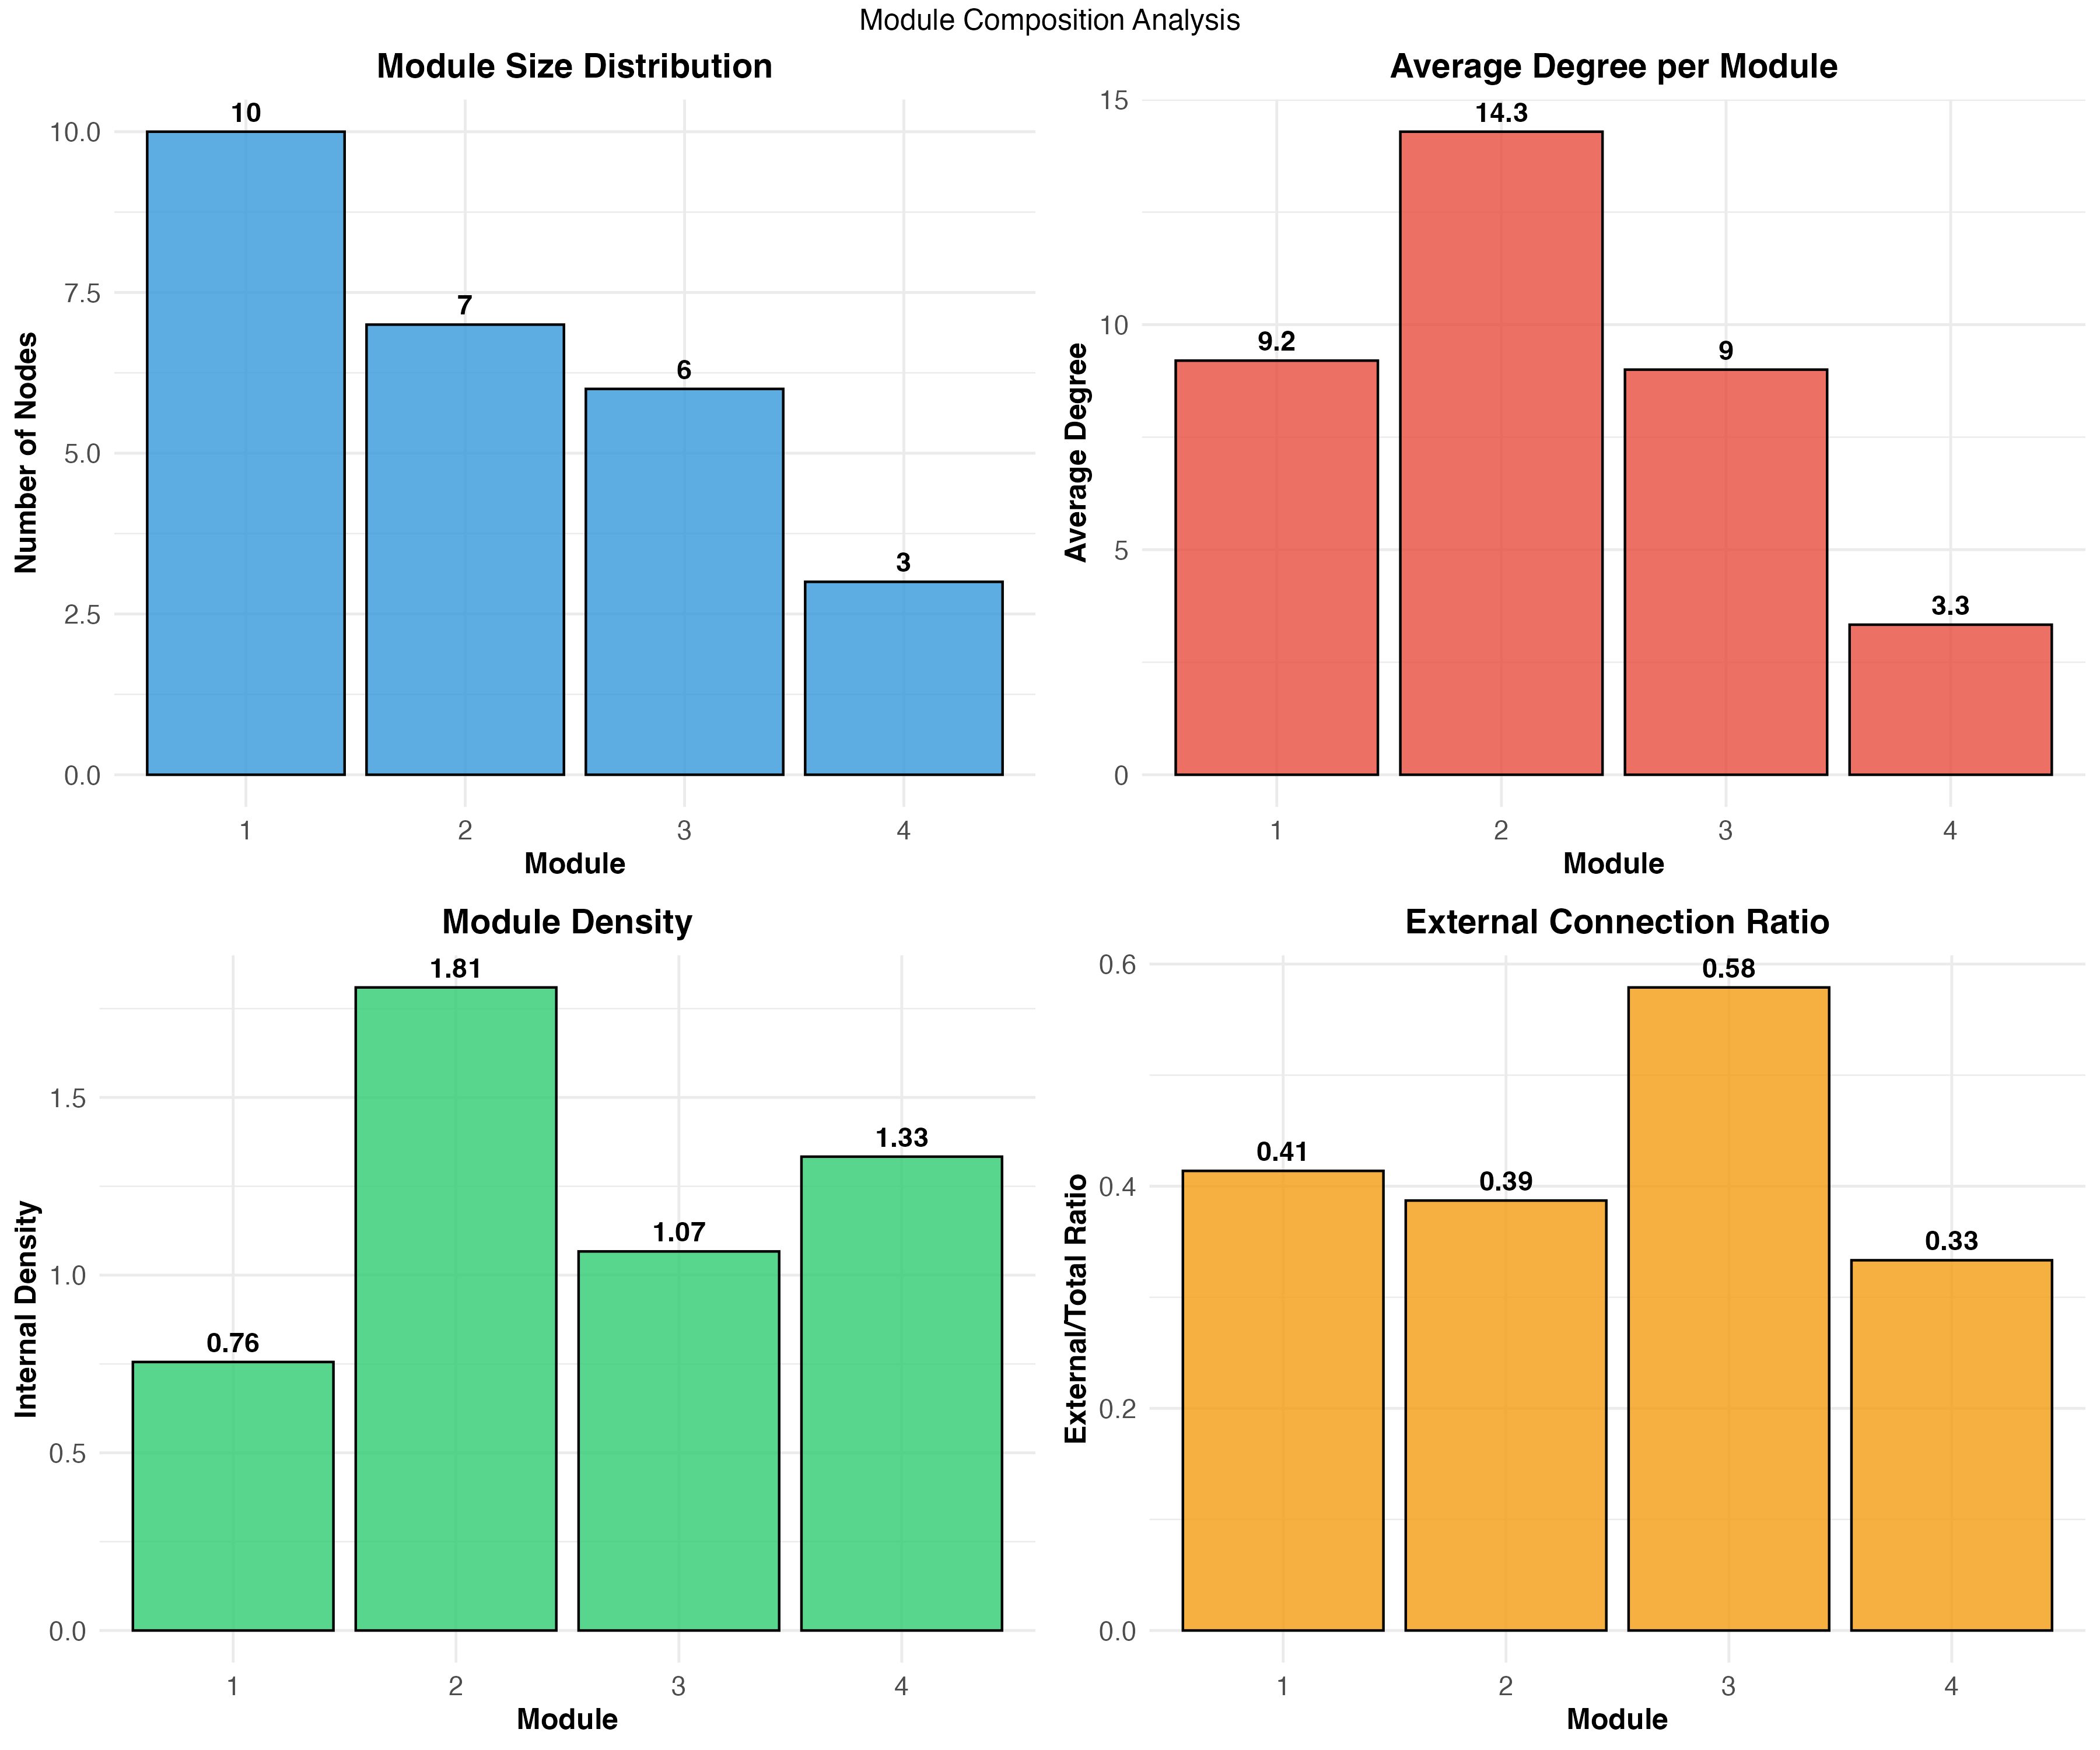 Module Composition Analysis
Module Size Distribution
Number of Nodes
10.0
7.5
5.0
2.5
0.0
10
7
6
3
1 2 3 4
Module
Average Degree per Module
Average Degree
15
10
5
0
9.2
14.3
9
3.3
1 2 3 4
Module
Module Density
Internal Density
1.5
1.0
0.5
0.0
0.76
1.81
1.07
1.33
1 2 3 4
Module
External Connection Ratio
External/Total Ratio
0.6
0.4
0.2
0.0
0.41
0.39
0.58
0.33
1 2 3 4
Module